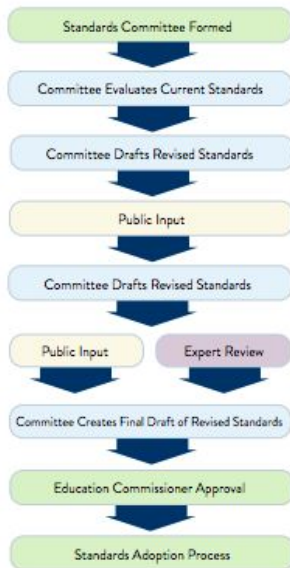 Standards Committee Formed
Committee Evaluates Current Standards
Committee Drafts Revised Standards
Public Input
Committee Drafts Revised Standards
Public Input
Expert Review
Committee Creates Final Draft of Revised Standards
Education Commissioner Approval
Standards Adoption Process